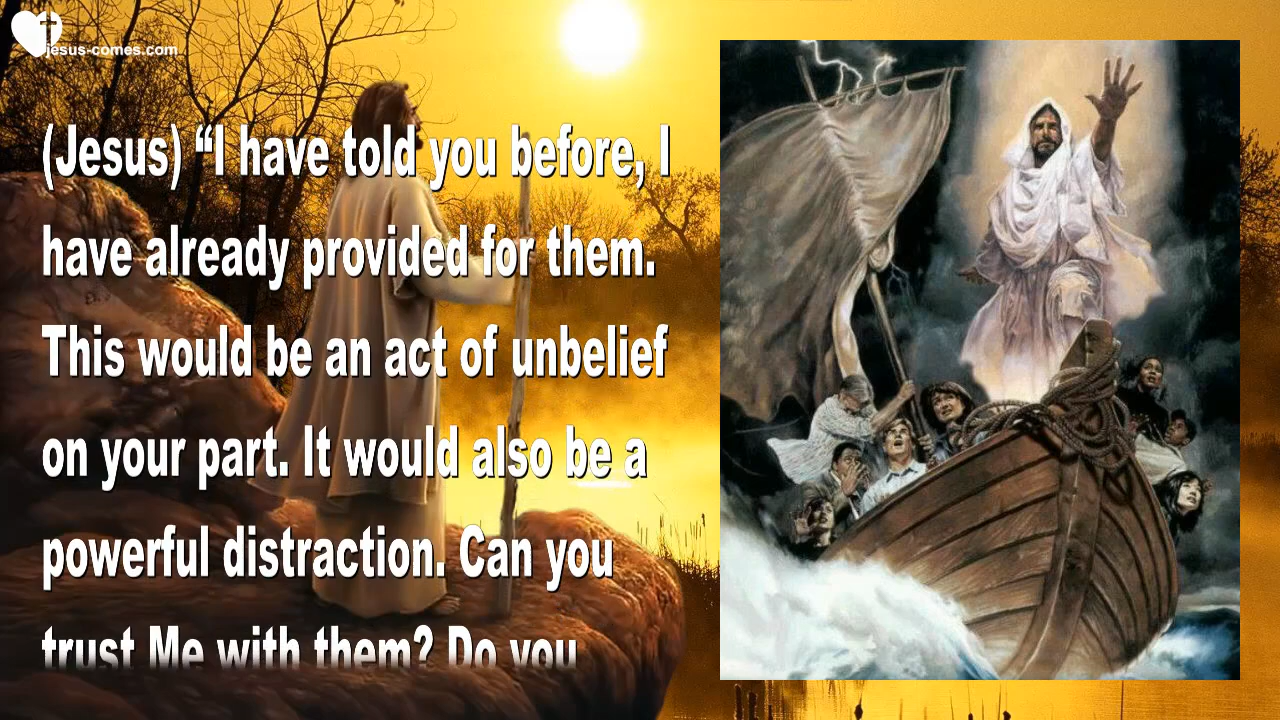 jesus-comes.com
(Jesus) “I have told you before, I
have already provided for them.
This would be an act of unbelief
on your part. It would also be a
powerful distraction. Can you
trust Me with them? Do you